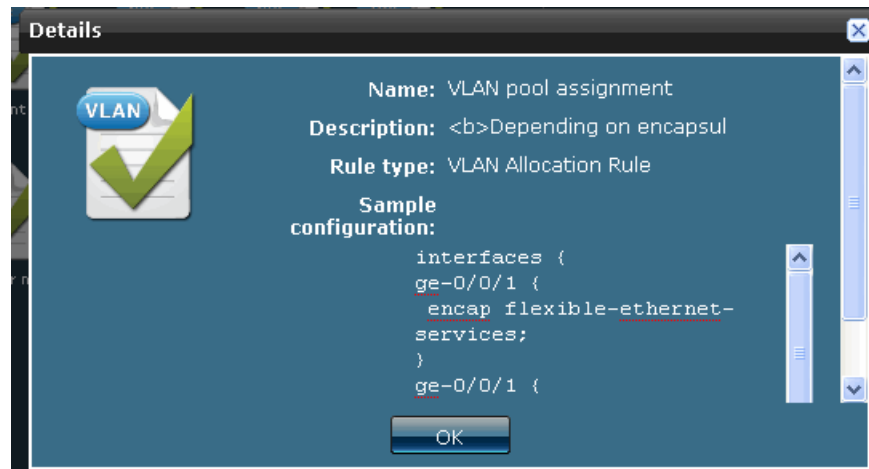 Details
nt
VLAN
Name: VLAN pool assignment
Description: <b>Depending on encapsul
Rule type: VLAN Allocation Rule
Sample
configuration:
interfaces {
ge-0/0/1 {
encap flexible-ethernet-
services;
}
ge-0/0/1 {
r n
OK